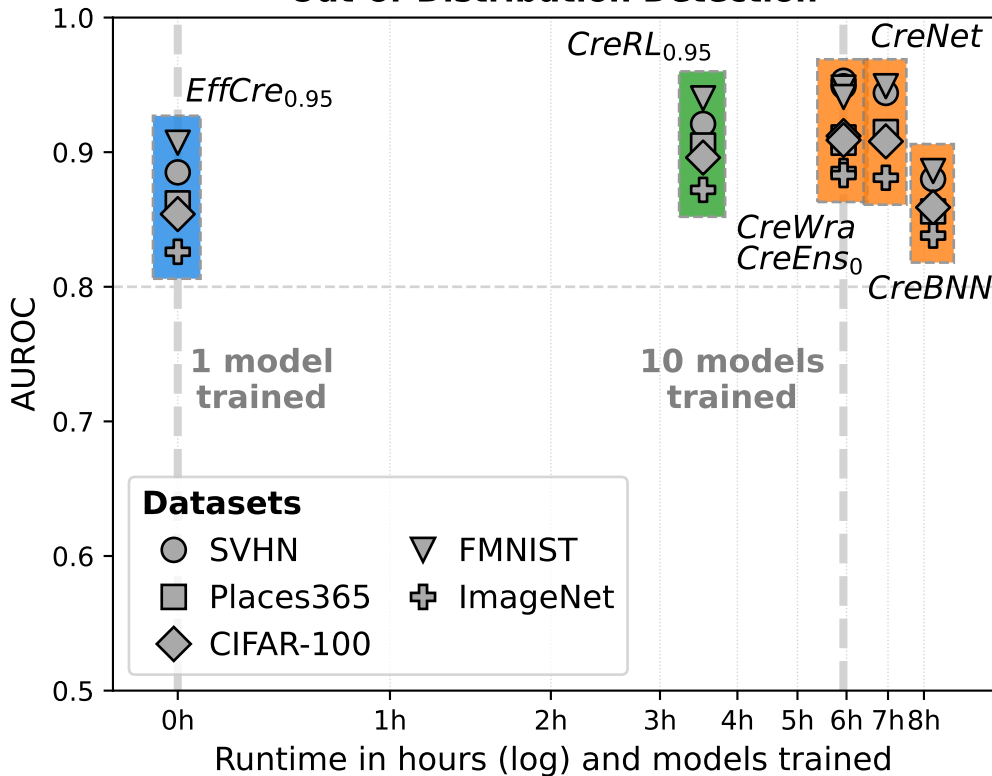 1.0
CreNet
CreRL0.95
EffCre0.95
0.9
CreWra
CreEns0
CreBNN
0.8
AUROC
1 model
trained
10 models
trained
0.7
Datasets
SVHN
FMNIST
Places365
ImageNet
CIFAR-100
0.6
0.5
0h 1h 2h 3h 4h 5h 6h 7h 8h
Runtime in hours (log) and models trained